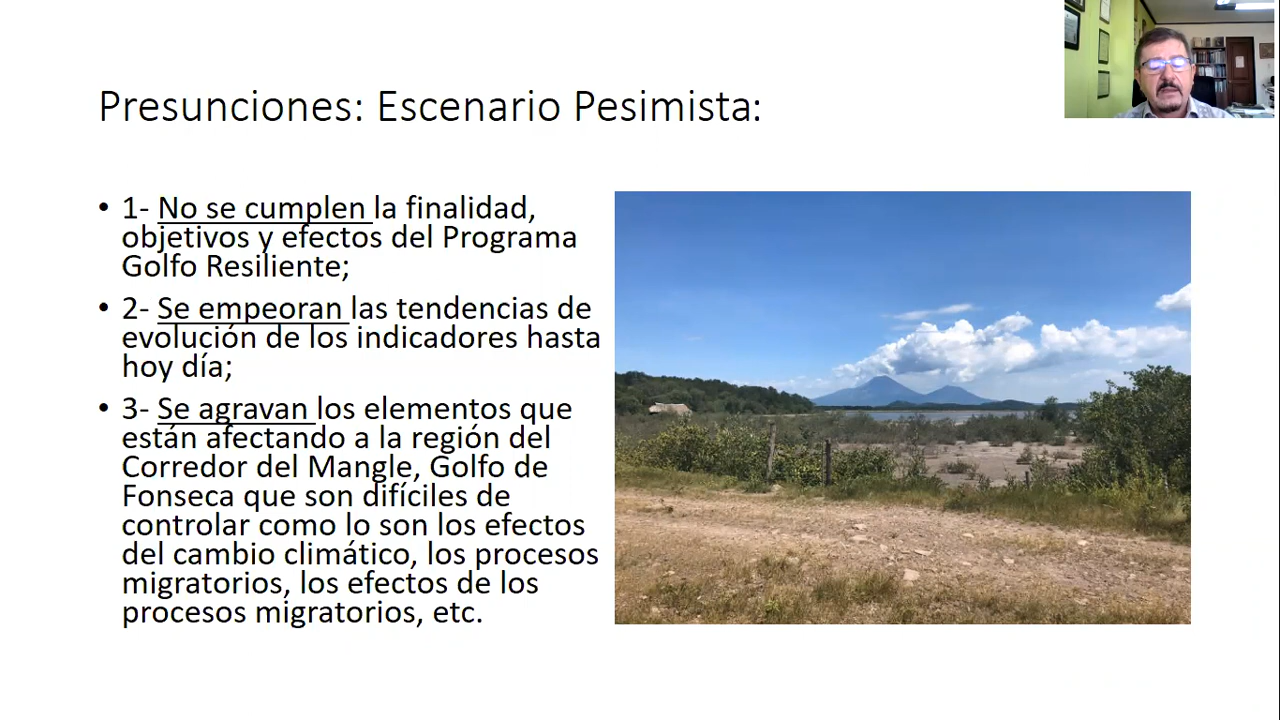 Presunciones: Escenario Pesimista:
• 1- No se cumplen la finalidad,
objetivos y efectos del Programa
Golfo Resiliente;
• 2- Se empeoran las tendencias de
evolución de los indicadores hasta
hoy día;
• 3- Se agravan los elementos que
están afectando a la región del
Corredor del Mangle, Golfo de
Fonseca que son difíciles de
controlar como lo son los efectos
del cambio climático, los procesos
migratorios, los efectos de los
procesos migratorios, etc.